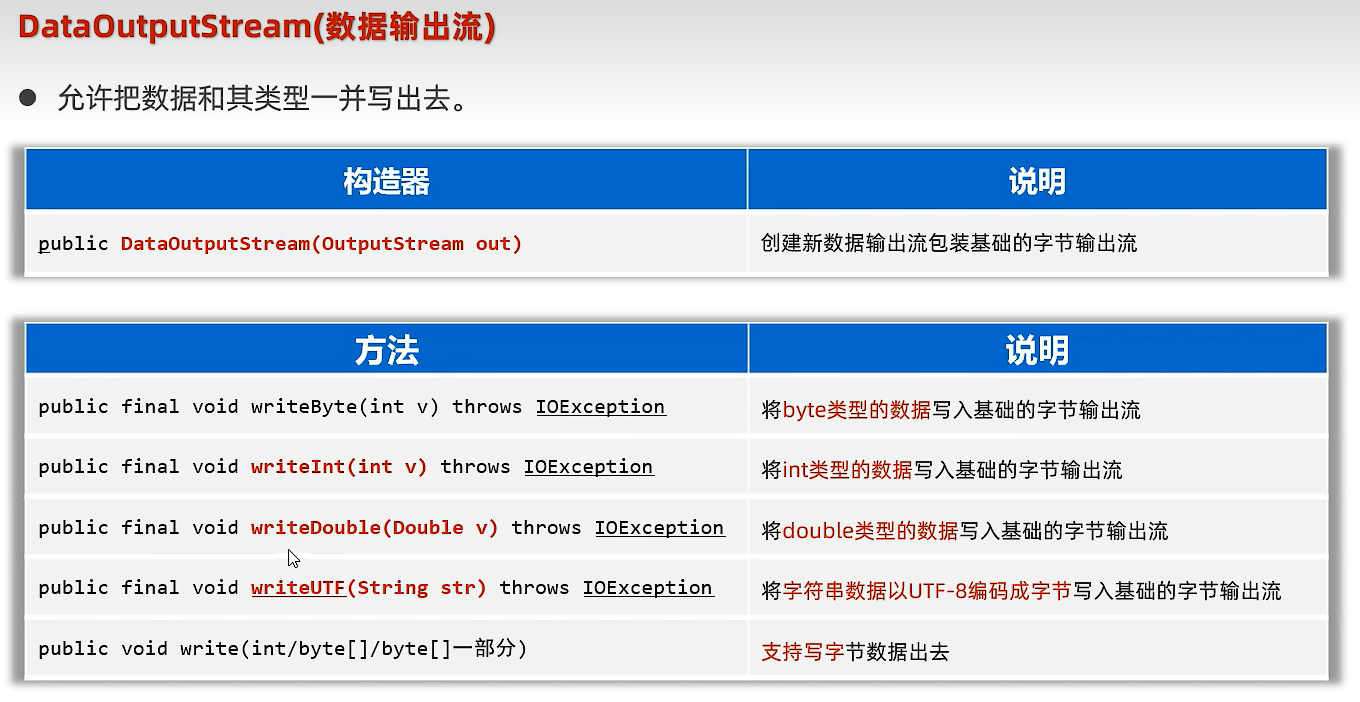 DataOutputStream(数据输出流)
● 允许把数据和其类型一并写出去。
构造器 说明
public DataOutputStream(OutputStream out) 创建新数据输出流包装基础的字节输出流
方法 说明
public final void writeByte(int v) throws IOException 将byte类型的数据写入基础的字节输出流
public final void writeInt(int v) throws IOException 将int类型的数据写入基础的字节输出流
public final void writeDouble(Double v) throws IOException 将double类型的数据写入基础的字节输出流
public final void writeUTF(String str) throws IOException 将字符串数据以UTF-8编码成字节写入基础的字节输出流
public void write(int/byte[]/byte[]一部分) 支持写字节数据出去